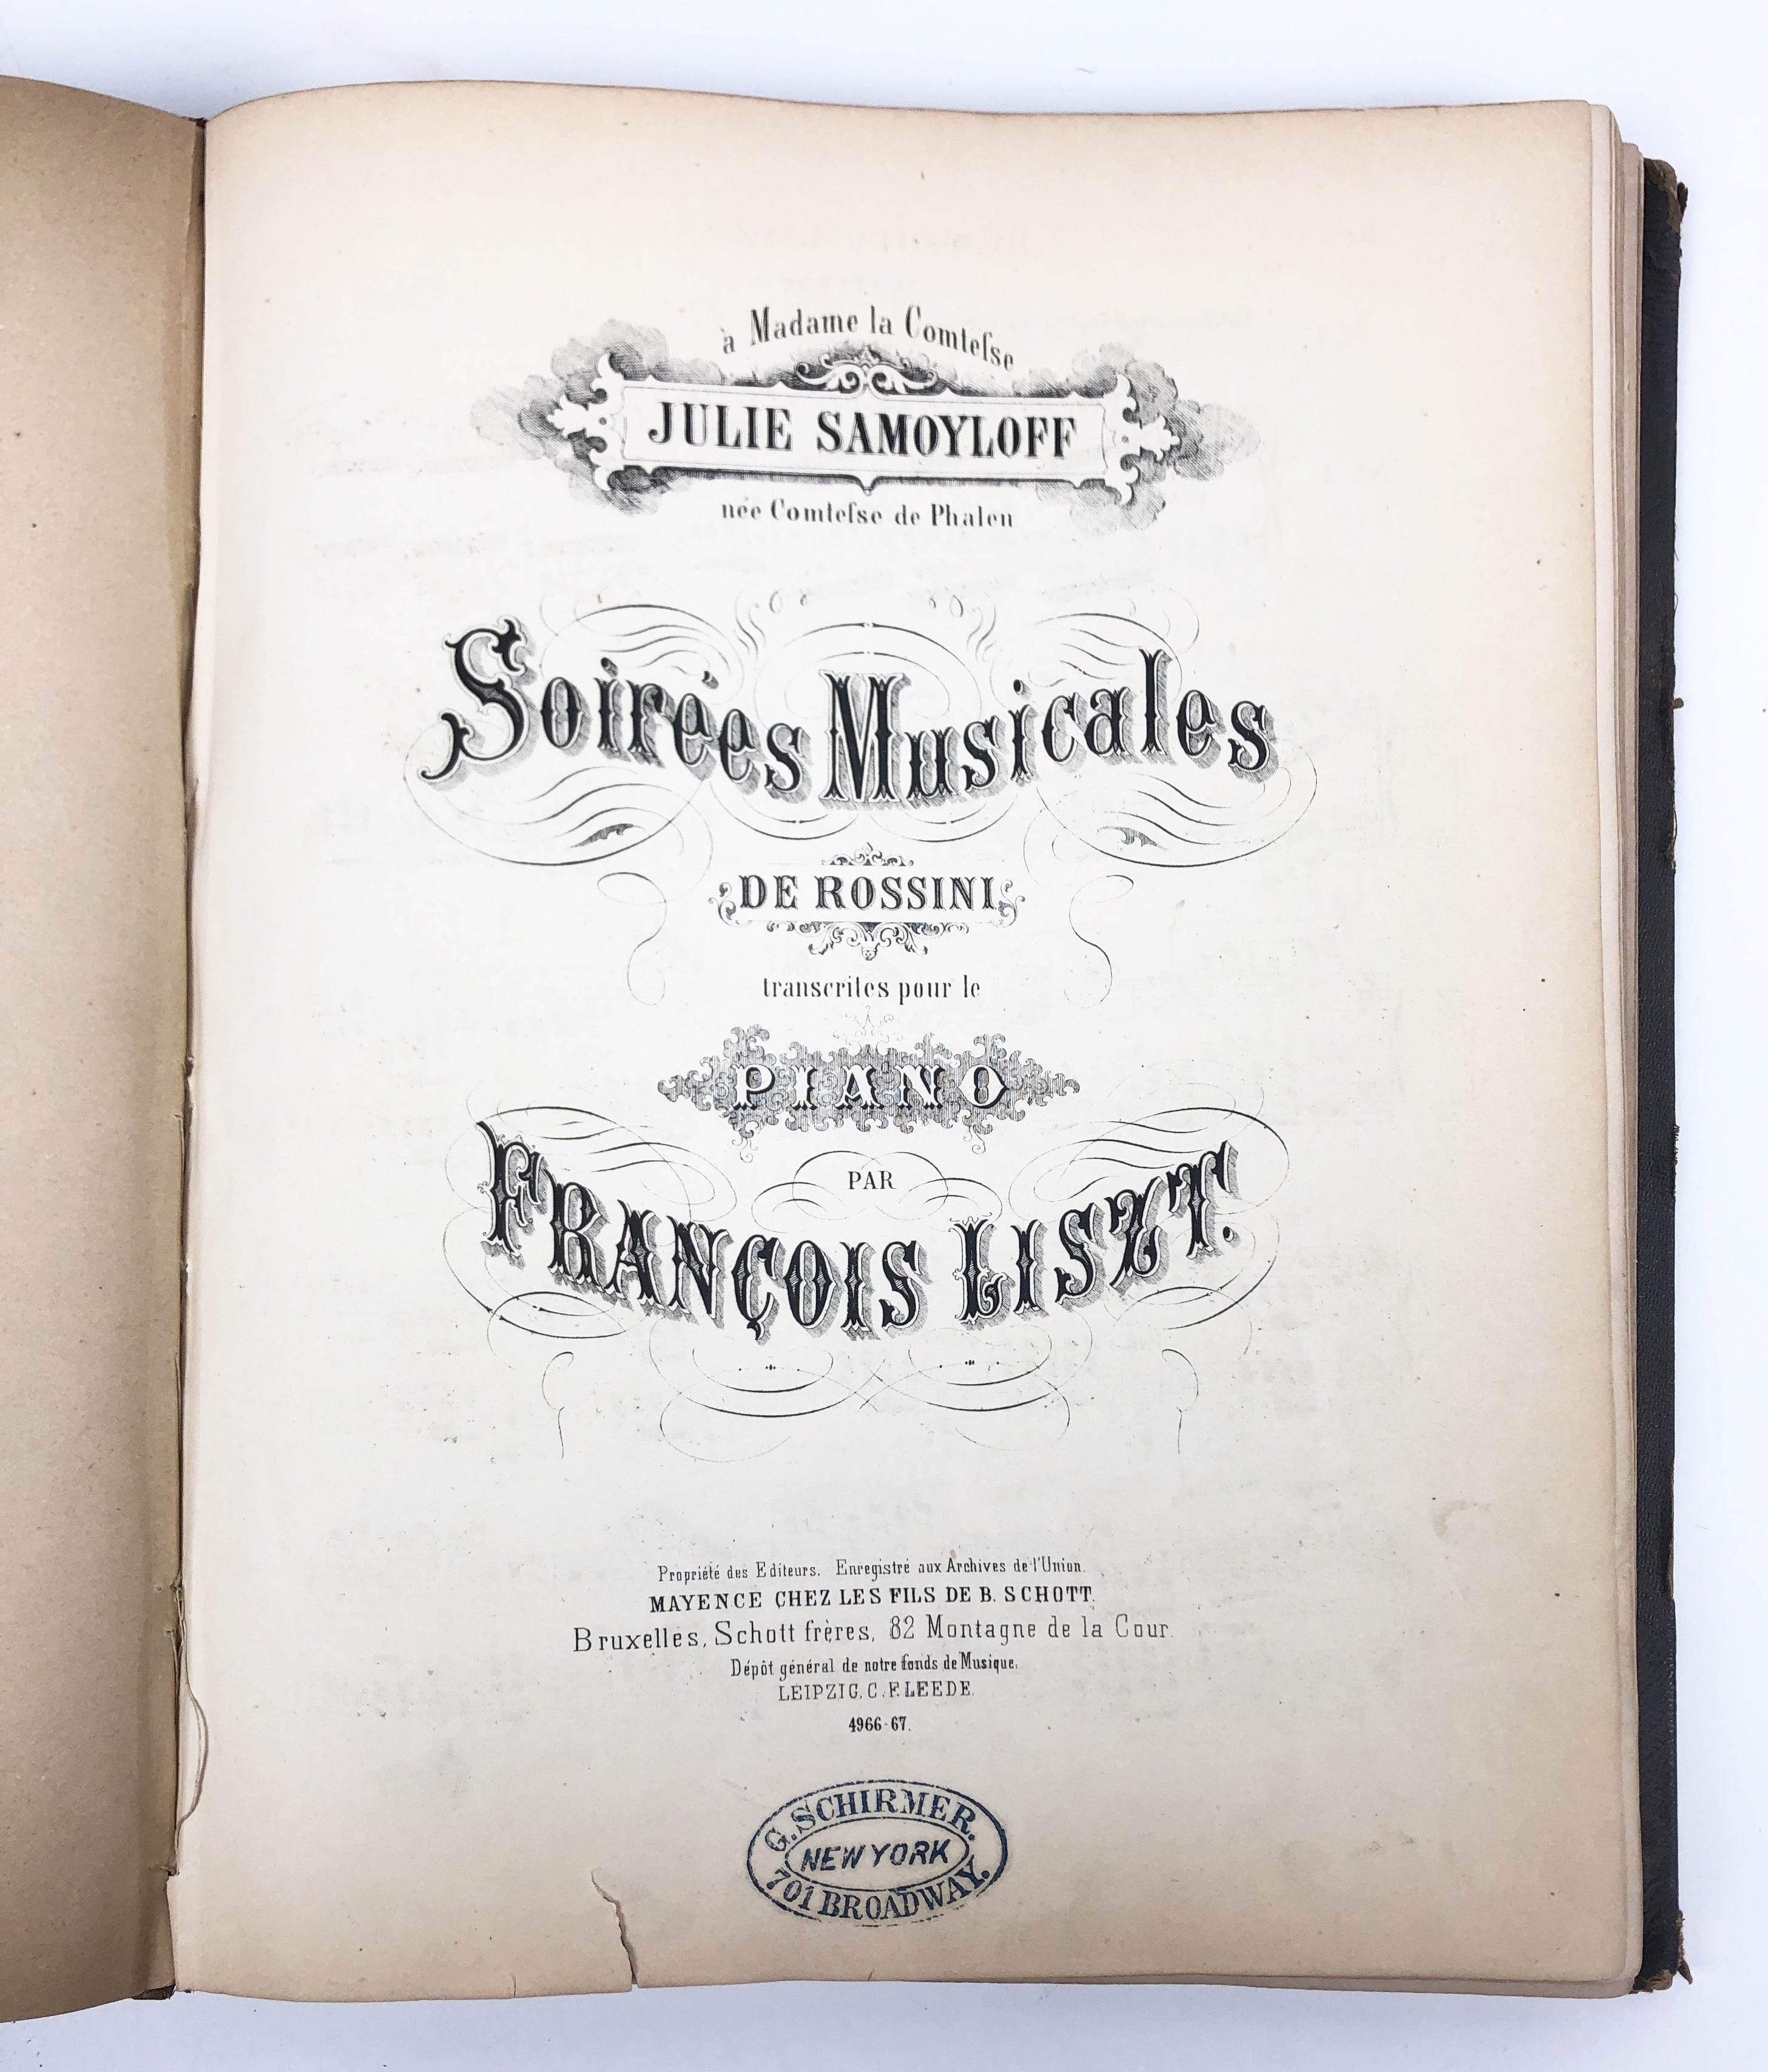 à Madame la Comteſse
JULIE SAMOYLOFF
née Comteſse de Phalen
Soirées Musicales
DE ROSSINI
transcrites pour le
PIANO
PAR
FRANÇOIS LISZT.
Propriété des Editeurs. Enregistré aux Archives de l'Union.
MAYENCE CHEZ LES FILS DE B. SCHOTT.
Bruxelles, Schott frères, 82 Montagne de la Cour.
Dépôt général de notre fonds de Musique.
LEIPZIG. C. F. LEEDE.
4966-67.
G. SCHIRMER.
NEW YORK
701 BROADWAY.